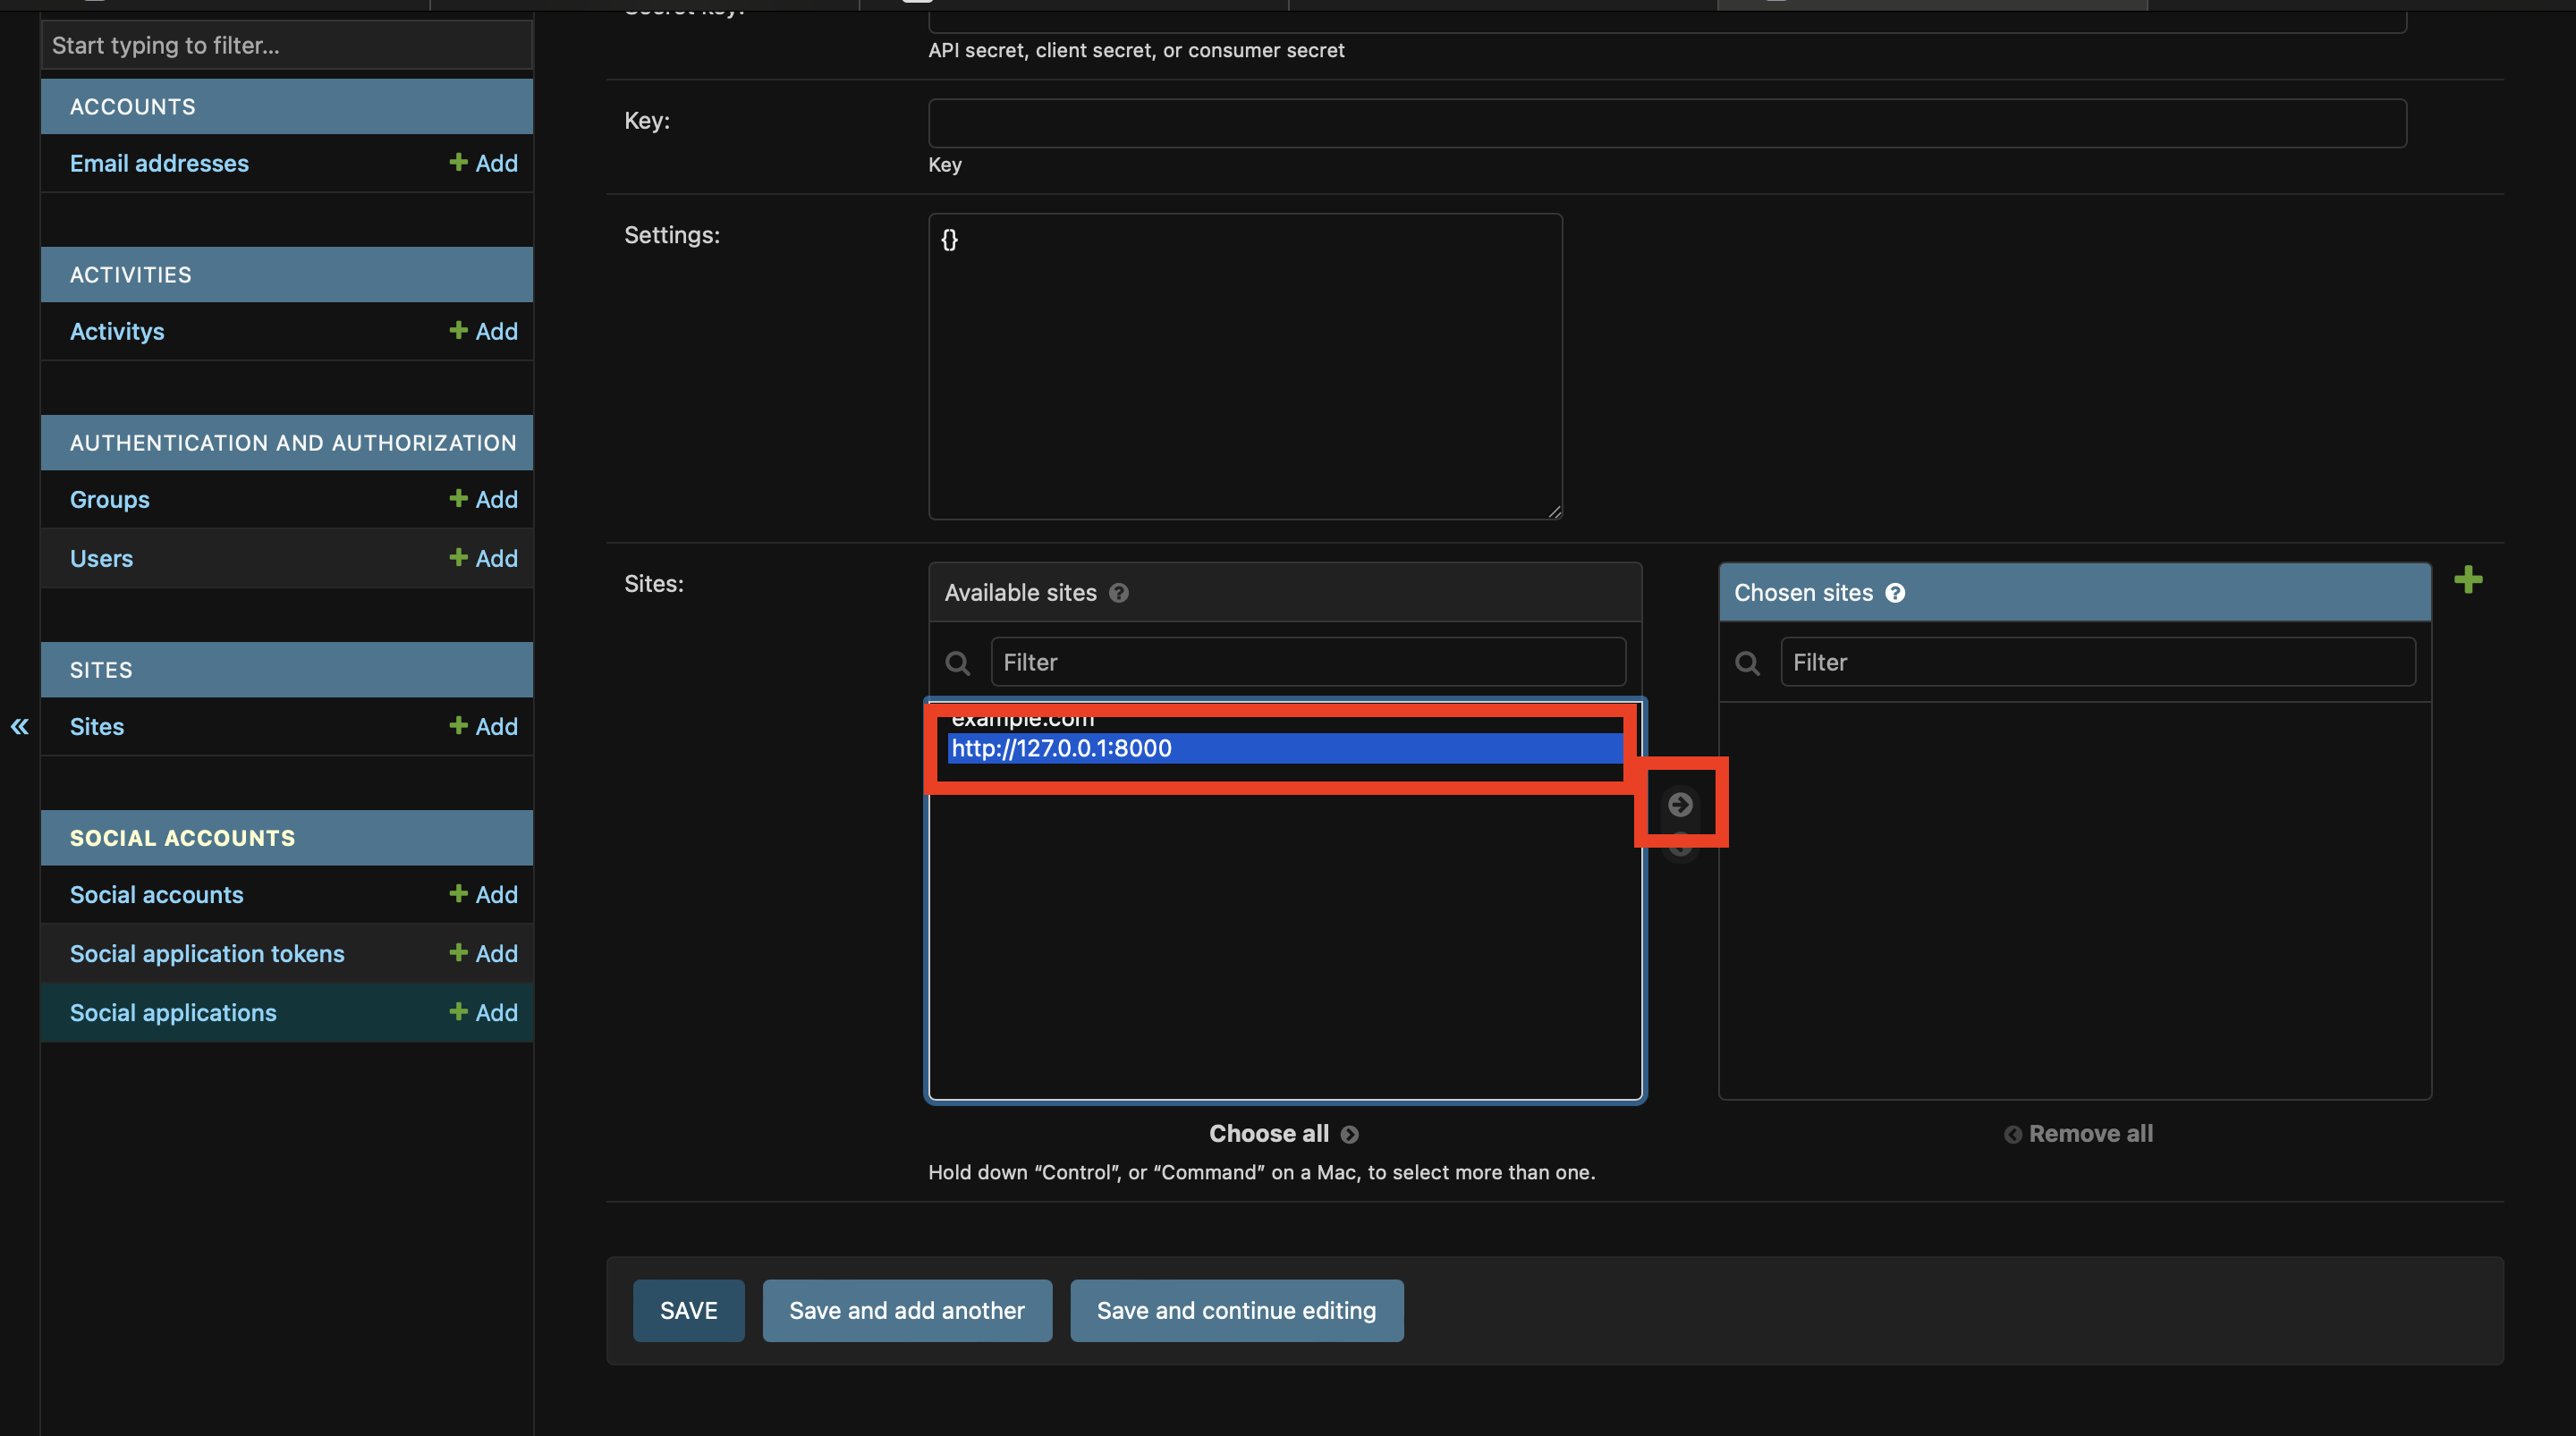 Secret key:
API secret, client secret, or consumer secret
Start typing to filter...
ACCOUNTS
Email addresses
Add
ACTIVITIES
Activitys
Add
AUTHENTICATION AND AUTHORIZATION
Groups
Add
Users
Add
SITES
Sites
Add
«
SOCIAL ACCOUNTS
Social accounts
Add
Social application tokens
Add
Social applications
Add
Key:
Key
Settings:
{}
Sites:
Available sites
Filter
example.com
http://127.0.0.1:8000
Choose all
Hold down “Control”, or “Command” on a Mac, to select more than one.
Chosen sites
Filter
Remove all
SAVE
Save and add another
Save and continue editing